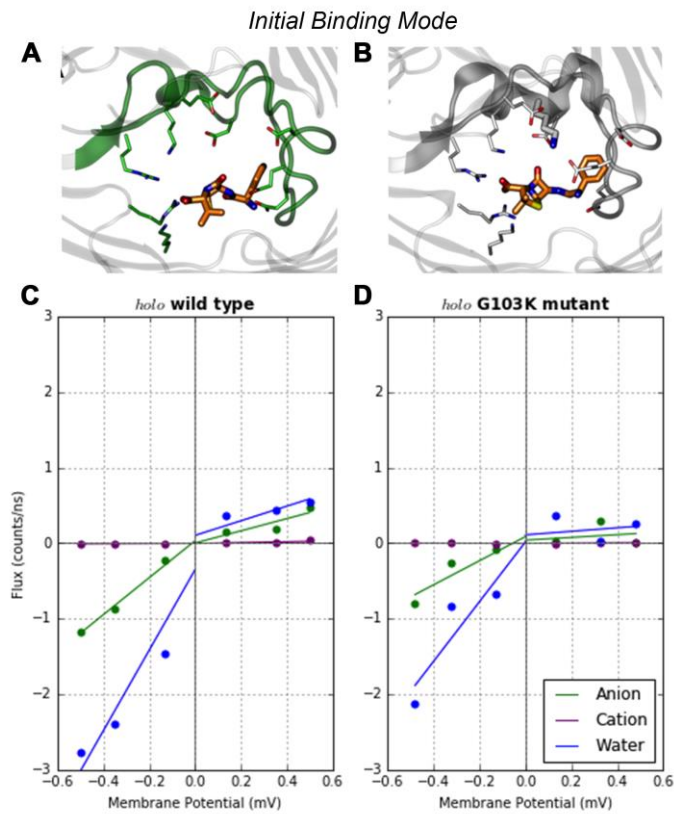 Initial Binding Mode
A
B
C
holo wild type
D
holo G103K mutant
3
2
1
0
−1
−2
−3
Flux (counts/ns)
−0.6
−0.4
−0.2
0.0
0.2
0.4
0.6
Membrane Potential (mV)
3
2
1
0
−1
−2
−3
Anion
Cation
Water
−0.6
−0.4
−0.2
0.0
0.2
0.4
0.6
Membrane Potential (mV)